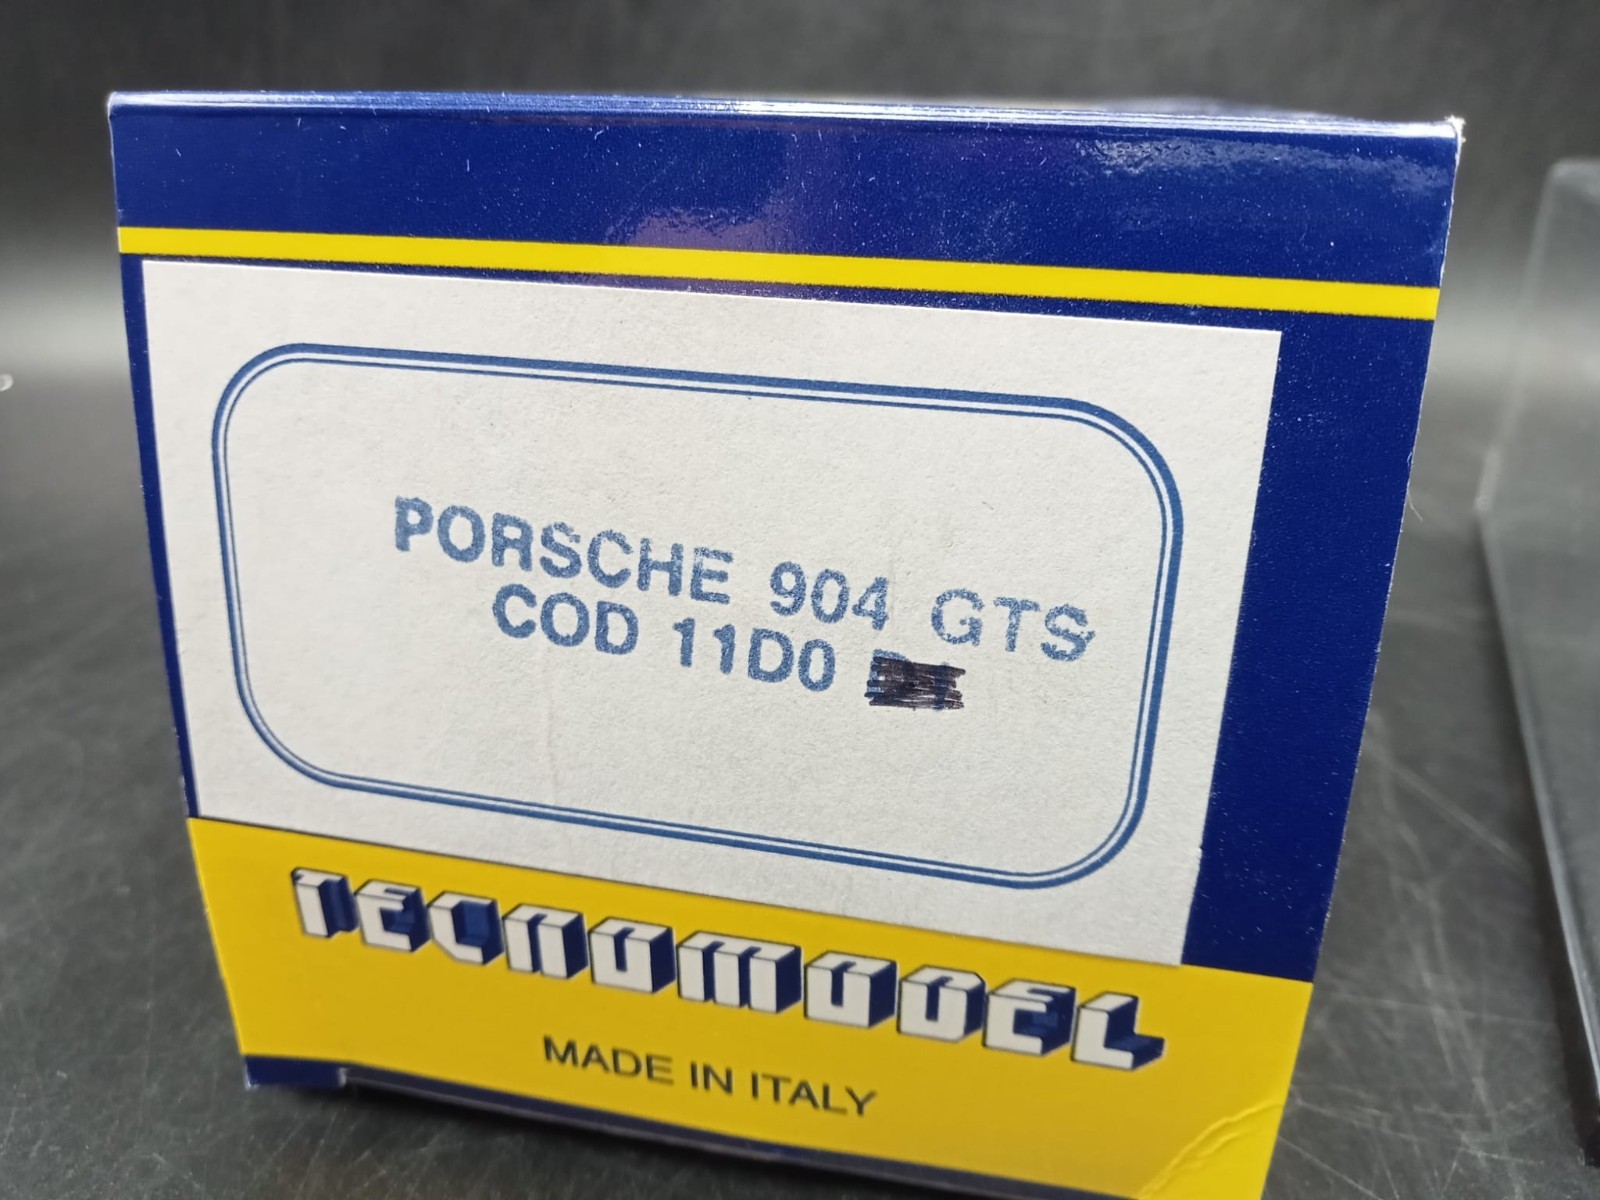 PORSCHE 904 GTS
COD 11D0
TECNOMODEL
MADE IN ITALY